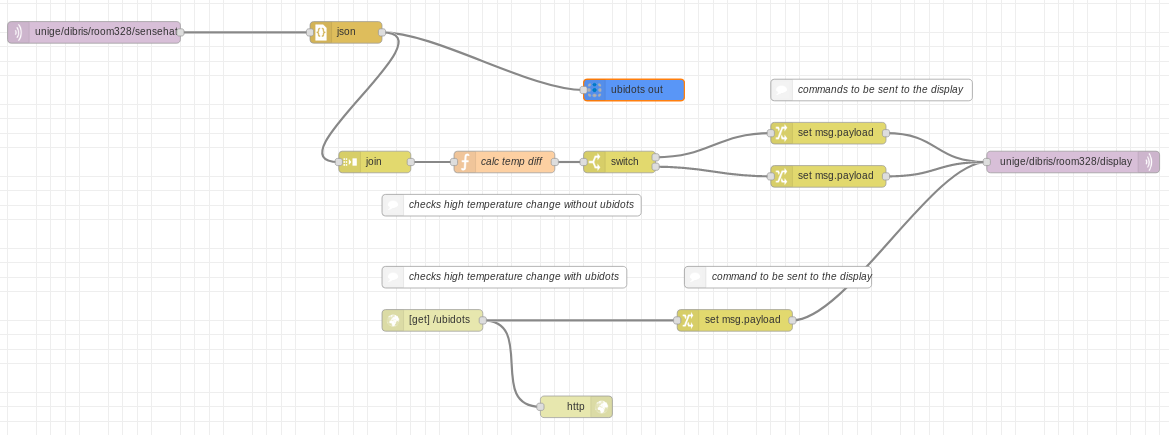 unige/dibris/room328/sensehat
json
ubidots out
commands to be sent to the display
set msg.payload
join
calc temp diff
switch
unige/dibris/room328/display
set msg.payload
checks high temperature change without ubidots
checks high temperature change with ubidots
command to be sent to the display
[get] /ubidots
set msg.payload
http